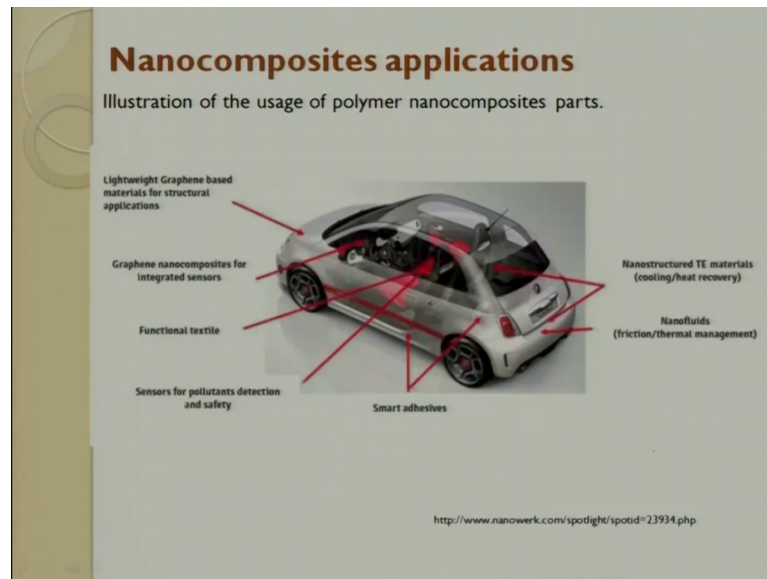 Nanocomposites applications
Illustration of the usage of polymer nanocomposites parts.
Lightweight Graphene based
materials for structural
applications
Graphene nanocomposites for
integrated sensors
Functional textile
Sensors for pollutants detection
and safety
Smart adhesives
Nanostructured TE materials
(cooling/heat recovery)
Nanofluids
(friction/thermal management)
http://www.nanowerk.com/spotlight/spotid=23934.php